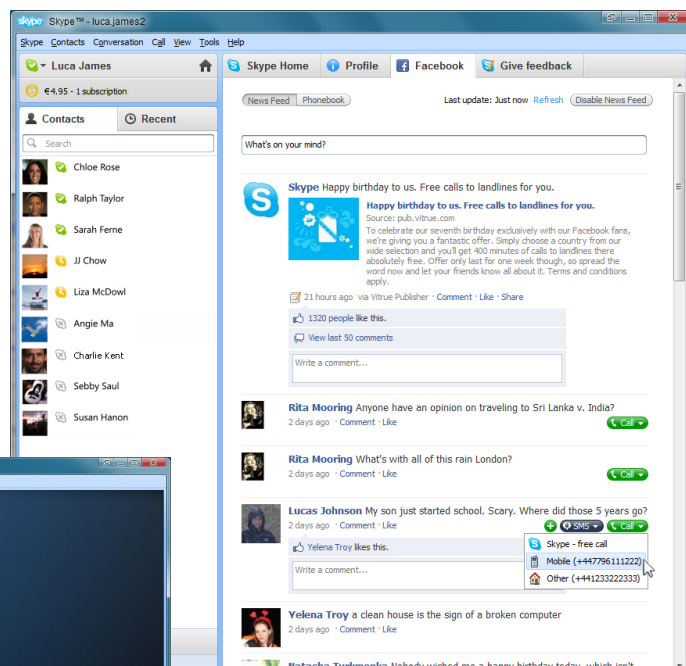 skype Skype™ - luca.james2
Skype Contacts Conversation Call View Tools Help
Luca James
€4.95 - 1 subscription
Contacts Recent
Search
Chloe Rose
Ralph Taylor
Sarah Ferne
JJ Chow
Liza McDowl
Angie Ma
Charlie Kent
Sebby Saul
Susan Hanon
Skype Home Profile Facebook Give feedback
News Feed Phonebook Last update: Just now Refresh Disable News Feed
What's on your mind?
Skype Happy birthday to us. Free calls to landlines for you.
Happy birthday to us. Free calls to landlines for you.
Source: pub.vitrue.com
To celebrate our seventh birthday exclusively with our Facebook fans,
we're giving you a fantastic offer. Simply choose a country from our
wide selection and you'll get 400 minutes of calls to landlines there
absolutely free. Offer only last for one week though, so spread the
word now and let your friends know all about it. Terms and conditions
apply.
21 hours ago via Vitrue Publisher · Comment · Like · Share
1320 people like this.
View last 50 comments
Write a comment...
Rita Mooring Anyone have an opinion on traveling to Sri Lanka v. India?
2 days ago · Comment · Like Call
Rita Mooring What's with all of this rain London?
2 days ago · Comment · Like Call
Lucas Johnson My son just started school. Scary. Where did those 5 years go?
2 days ago · Comment · Like SMS Call
Yelena Troy likes this.
Write a comment...
Skype - free call
Mobile (+447796111222)
Other (+441233222333)
Yelena Troy a clean house is the sign of a broken computer
2 days ago · Comment · Like
Natasha Turkmenka Nobody wished me a happy birthday today, which isn't